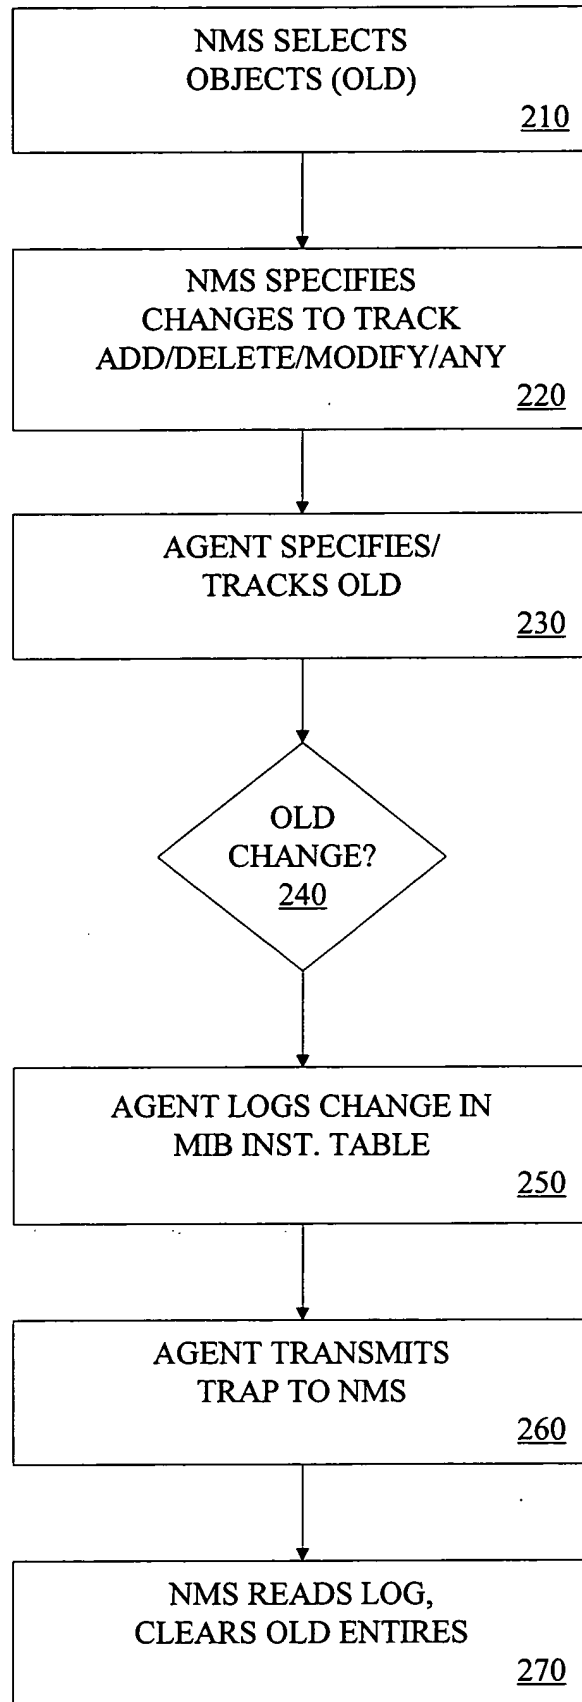 NMS SELECTS
OBJECTS (OLD)
210
NMS SPECIFIES
CHANGES TO TRACK
ADD/DELETE/MODIFY/ANY
220
AGENT SPECIFIES/
TRACKS OLD
230
OLD
CHANGE?
240
AGENT LOGS CHANGE IN
MIB INST. TABLE
250
AGENT TRANSMITS
TRAP TO NMS
260
NMS READS LOG,
CLEARS OLD ENTIRES
270